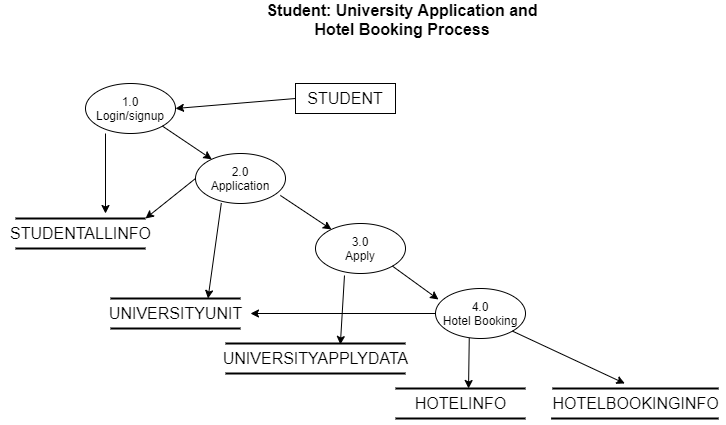 Student: University Application and
Hotel Booking Process
STUDENT
1.0
Login/signup
2.0
Application
STUDENTALLINFO
3.0
Apply
UNIVERSITYUNIT
4.0
Hotel Booking
UNIVERSITYAPPLYDATA
HOTELINFO
HOTELBOOKINGINFO